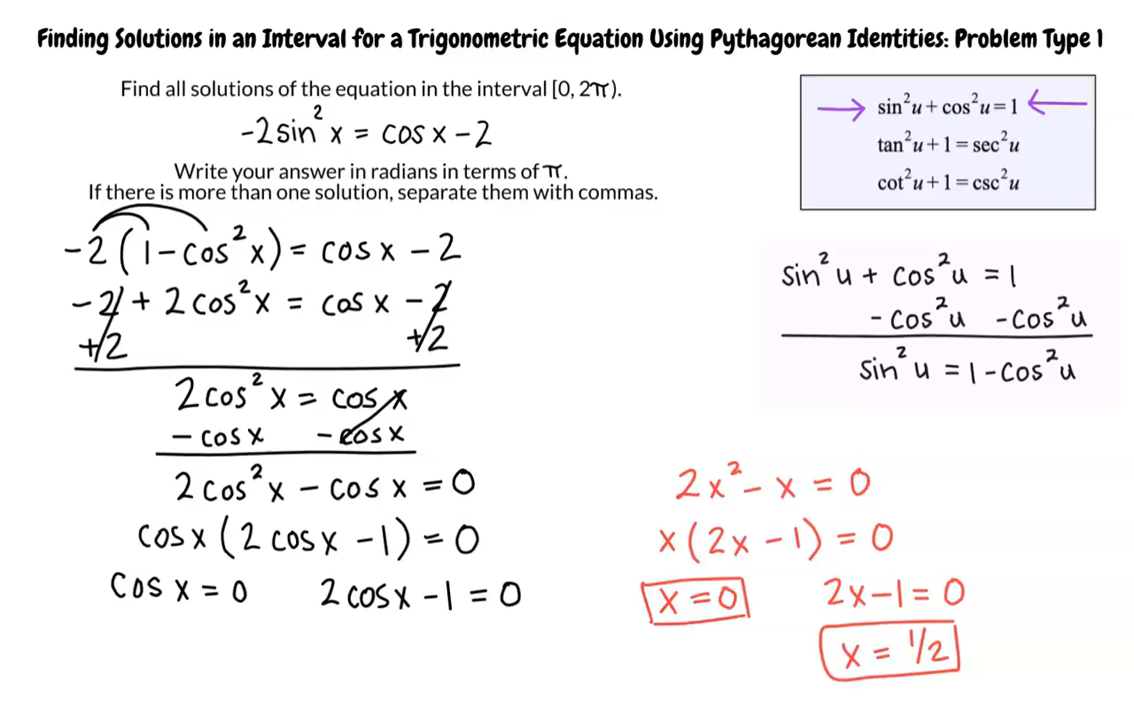 Finding Solutions in an Interval for a Trigonometric Equation Using Pythagorean Identities: Problem Type 1
Find all solutions of the equation in the interval [0, 2π).
-2sin²x = cos x - 2
Write your answer in radians in terms of π.
If there is more than one solution, separate them with commas.
sin²u + cos²u = 1
tan²u + 1 = sec²u
cot²u + 1 = csc²u
-2(1 - cos²x) = cos x - 2
-2 + 2cos²x = cos x - 2
+2 +2
2cos²x = cos x
- cos x - cos x
2cos²x - cos x = 0
cos x (2 cos x - 1) = 0
cos x = 0 2cos x - 1 = 0
sin²u + cos²u = 1
- cos²u - cos²u
sin²u = 1 - cos²u
2x² - x = 0
x(2x - 1) = 0
x = 0 2x - 1 = 0
x = 1/2